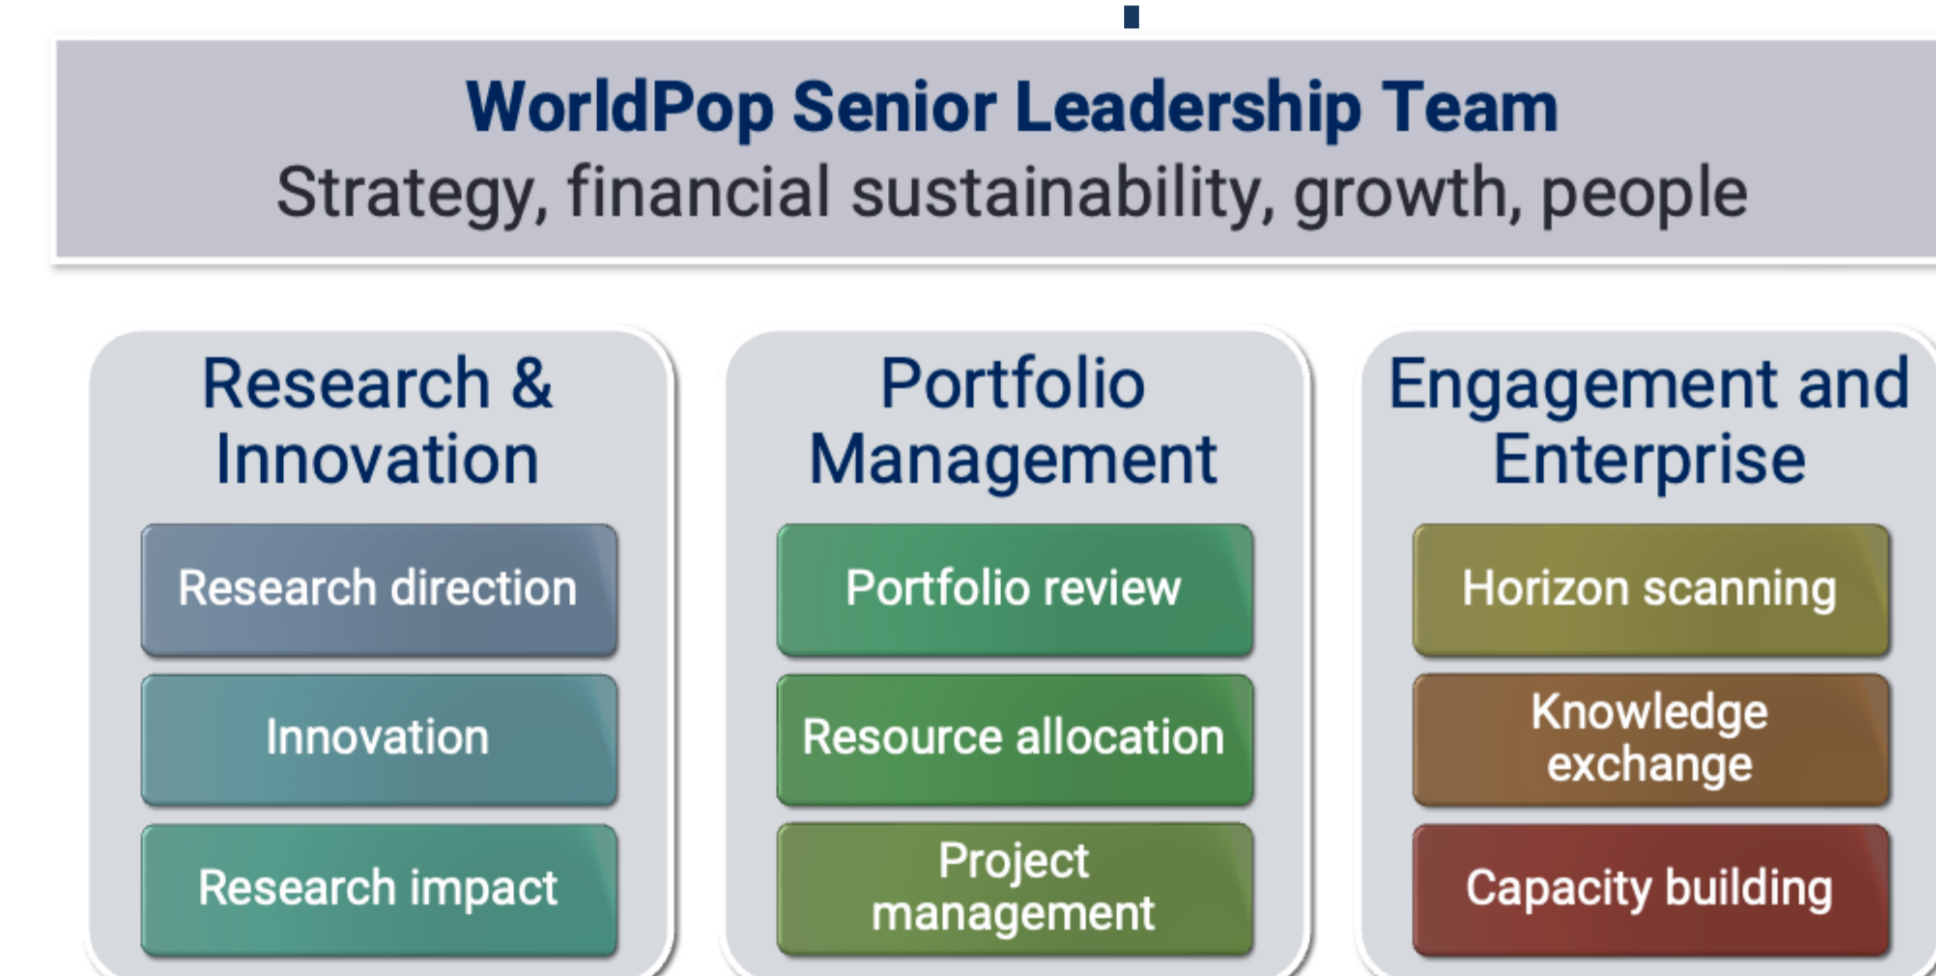 WorldPop Senior Leadership Team
Strategy, financial sustainability, growth, people
Research &
Innovation
Research direction
Innovation
Research impact
Portfolio
Management
Portfolio review
Resource allocation
Project
management
Engagement and
Enterprise
Horizon scanning
Knowledge
exchange
Capacity building